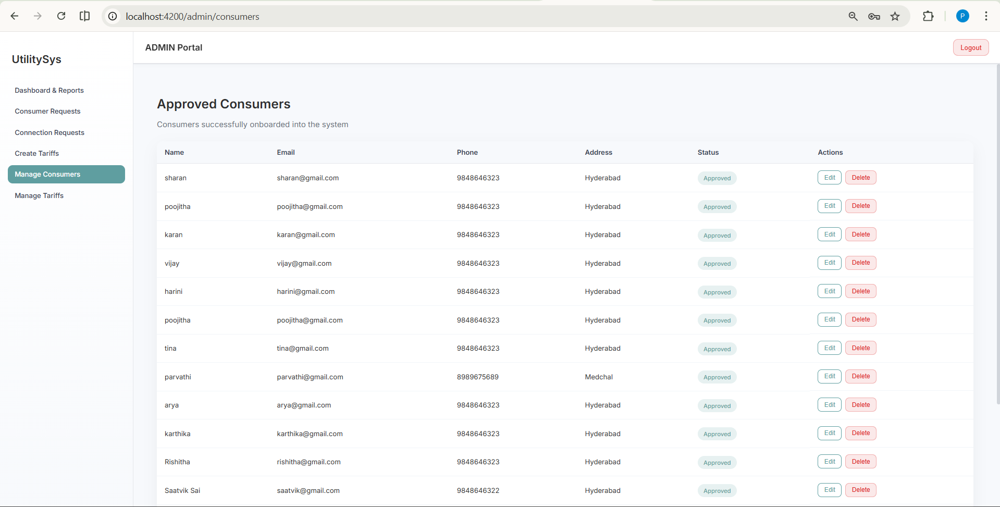 localhost:4200/admin/consumers
P
UtilitySys
ADMIN Portal
Logout
Dashboard & Reports
Consumer Requests
Connection Requests
Create Tariffs
Manage Consumers
Manage Tariffs
Approved Consumers
Consumers successfully onboarded into the system
Name Email Phone Address Status Actions
sharan sharan@gmail.com 9848646323 Hyderabad Approved Edit Delete
poojitha poojitha@gmail.com 9848646323 Hyderabad Approved Edit Delete
karan karan@gmail.com 9848646323 Hyderabad Approved Edit Delete
vijay vijay@gmail.com 9848646323 Hyderabad Approved Edit Delete
harini harini@gmail.com 9848646323 Hyderabad Approved Edit Delete
poojitha poojitha@gmail.com 9848646323 Hyderabad Approved Edit Delete
tina tina@gmail.com 9848646323 Hyderabad Approved Edit Delete
parvathi parvathi@gmail.com 8989675689 Medchal Approved Edit Delete
arya arya@gmail.com 9848646323 Hyderabad Approved Edit Delete
karthika karthika@gmail.com 9848646323 Hyderabad Approved Edit Delete
Rishitha rishitha@gmail.com 9848646323 Hyderabad Approved Edit Delete
Saatvik Sai saatvik@gmail.com 9848646322 Hyderabad Approved Edit Delete